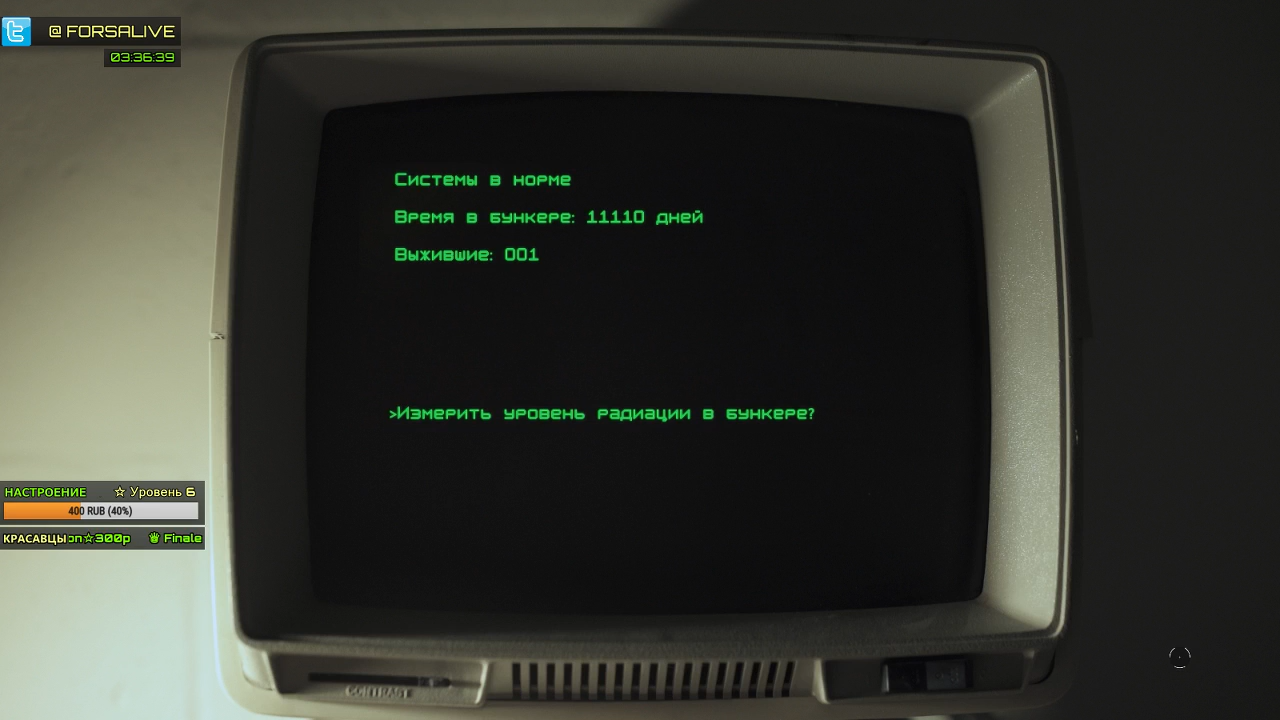 @ FORSALIVE
03:36:39
Системы в норме
Время в бункере: 11110 дней
Выжившие: 001
>Измерить уровень радиации в бункере?
НАСТРОЕНИЕ ☆ Уровень 6
400 RUB (40%)
КРАСАВЦЫ оп☆300р Finale
CONTRAST